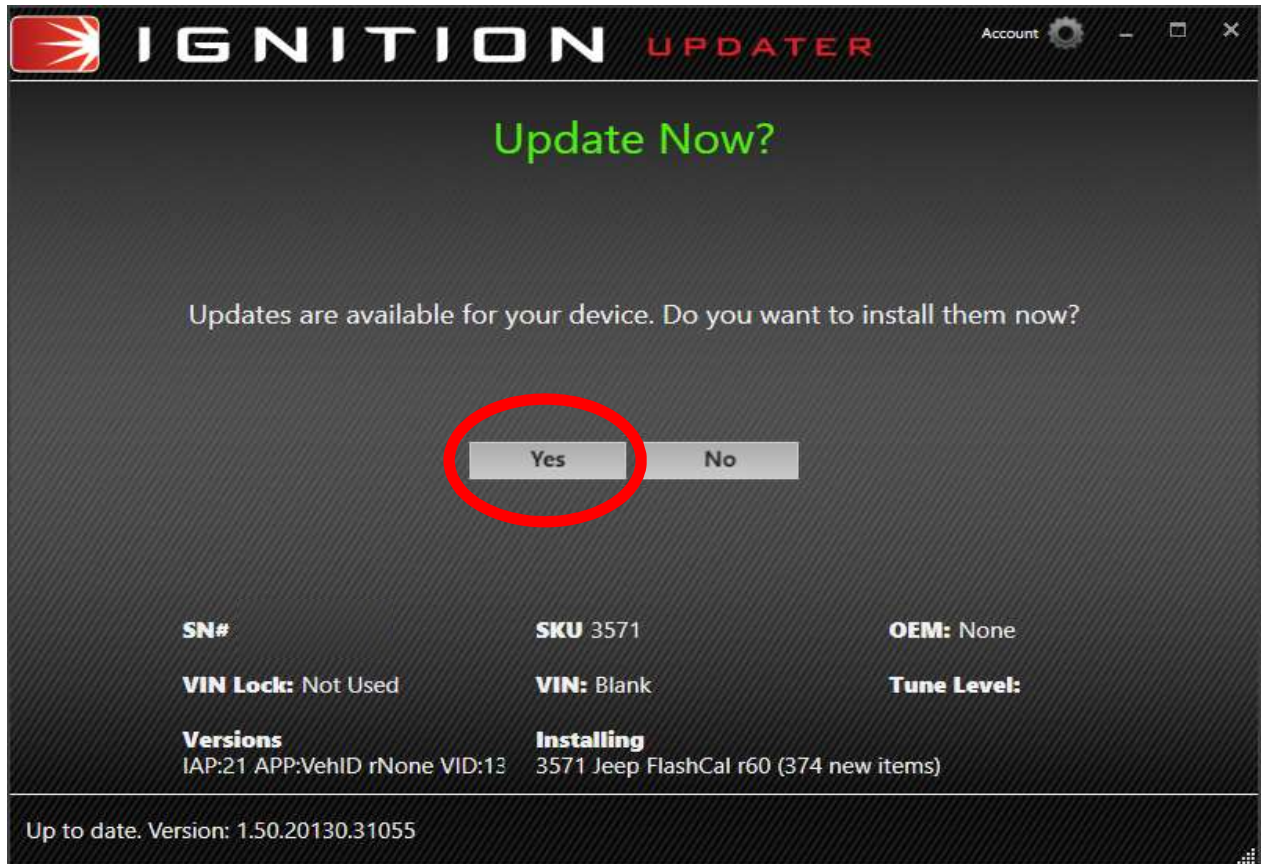 IGNITION UPDATER Account
Update Now?
Updates are available for your device. Do you want to install them now?
Yes No
SN# SKU 3571 OEM: None
VIN Lock: Not Used VIN: Blank Tune Level:
Versions Installing
IAP:21 APP:VehID rNone VID:13 3571 Jeep FlashCal r60 (374 new items)
Up to date. Version: 1.50.20130.31055